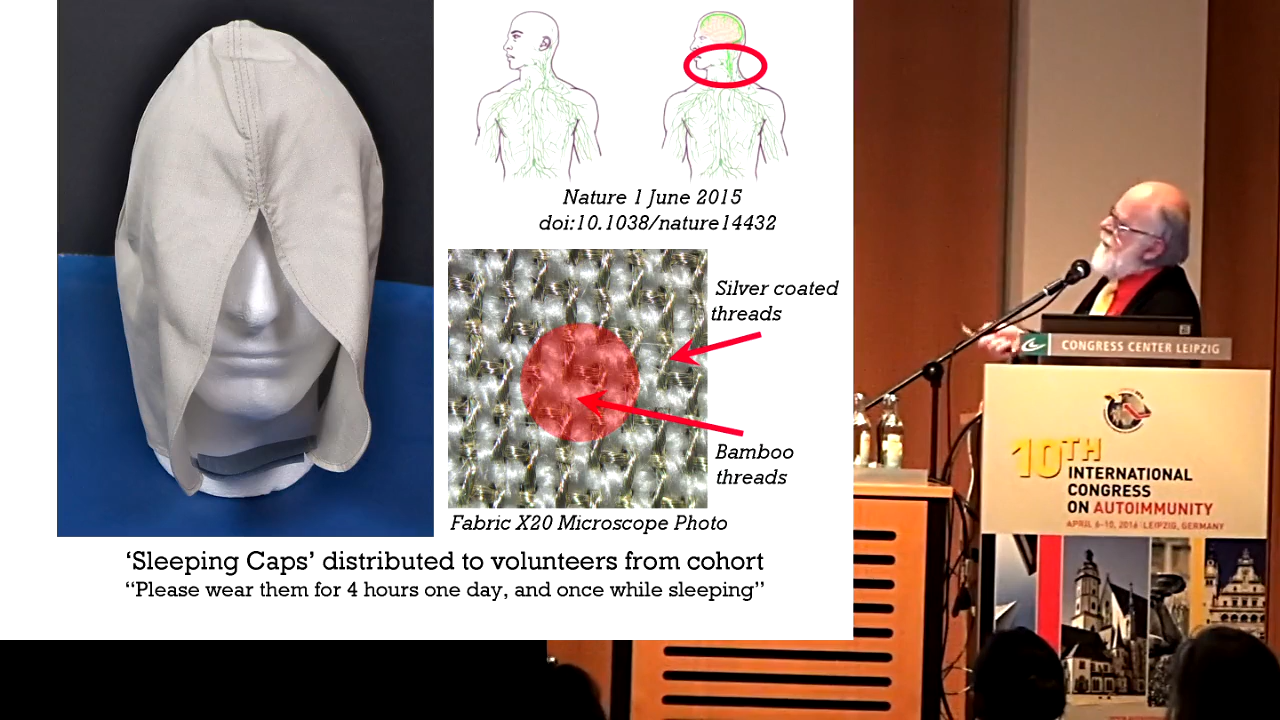 Nature 1 June 2015
doi:10.1038/nature14432
Silver coated
threads
Bamboo
threads
Fabric X20 Microscope Photo
‘Sleeping Caps’ distributed to volunteers from cohort
“Please wear them for 4 hours one day, and once while sleeping”
CONGRESS CENTER LEIPZIG
10TH
INTERNATIONAL
CONGRESS
ON AUTOIMMUNITY
APRIL 6-10, 2016 | LEIPZIG, GERMANY